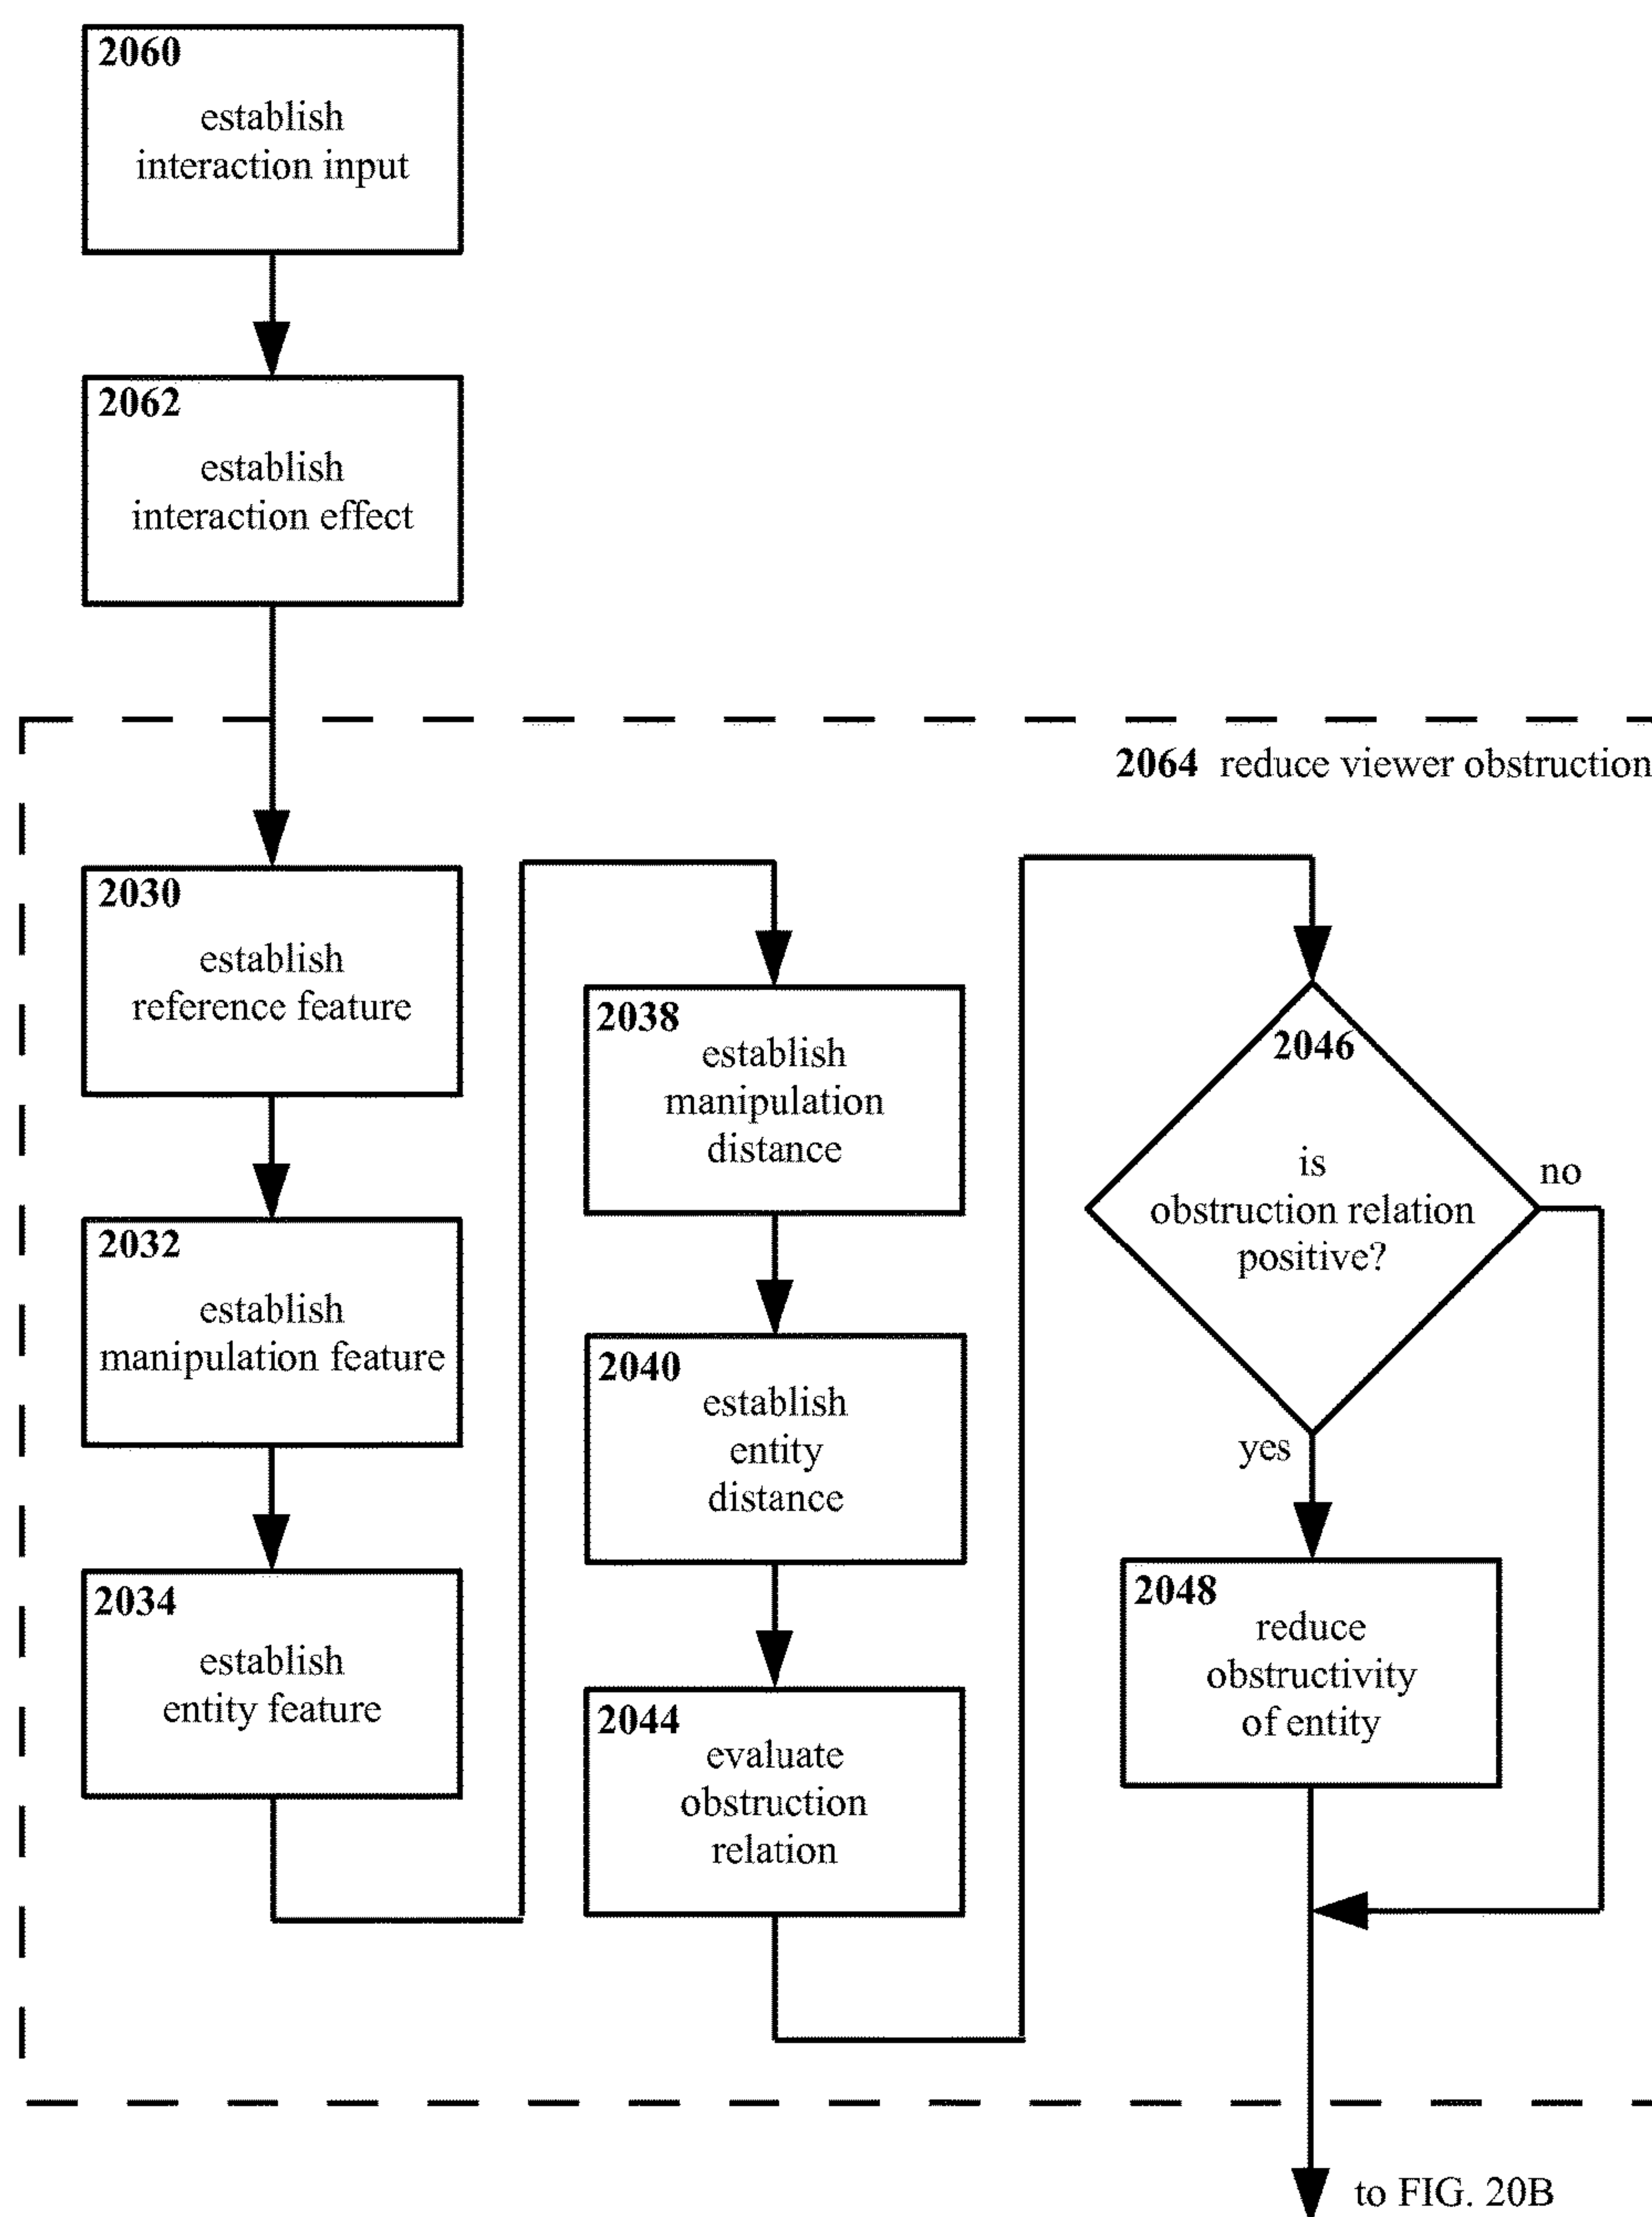 2060
establish
interaction input
2062
establish
interaction effect
2064 reduce viewer obstruction
2030
establish
reference feature
2032
establish
manipulation feature
2034
establish
entity feature
2038
establish
manipulation
distance
2040
establish
entity
distance
2044
evaluate
obstruction
relation
2046
is
obstruction relation
positive?
no
yes
2048
reduce
obstructivity
of entity
to FIG. 20B